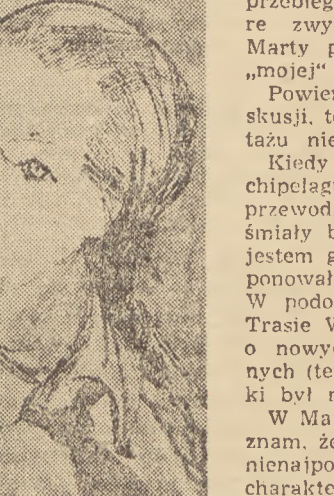 przebieg
re zwy
Marty p
„mojej“
Powie
skusji, t
tażu nie
Kiedy
chipelag
przewod
śmiały b
jestem g
ponował
W podo
Trasie W
o nowy
nych (te
ki był n
W Ma
znam, że
nienajpo
charakte